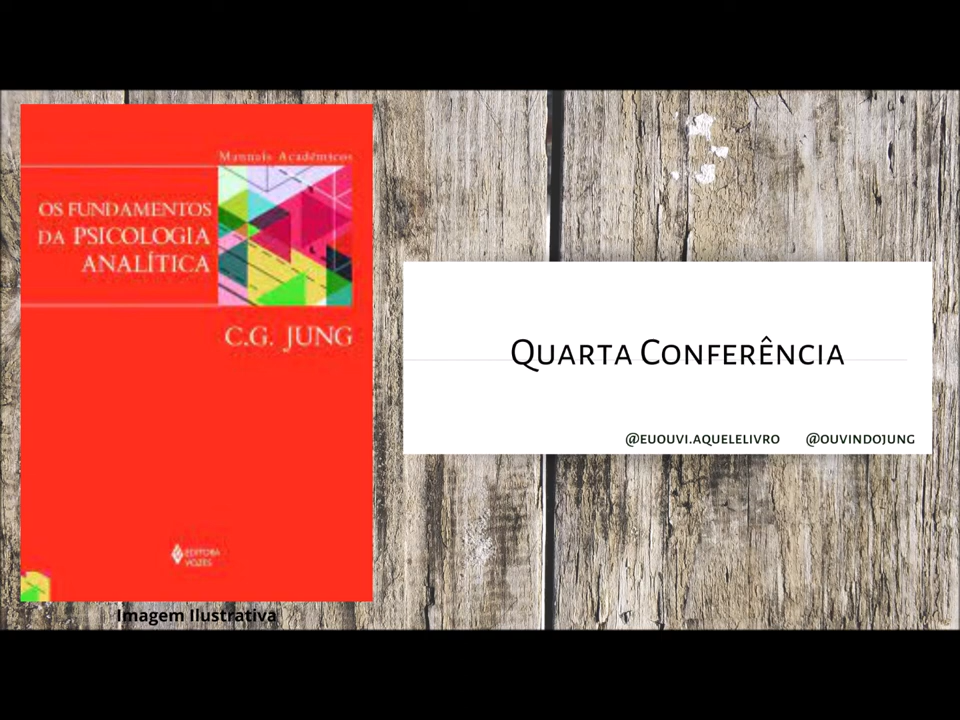 Manuais Acadêmicos
OS FUNDAMENTOS
DA PSICOLOGIA
ANALÍTICA
C.G. JUNG
EDITORA
VOZES
Imagem Ilustrativa
Quarta Conferência
@euouvi.aquelelivro @ouvindojung